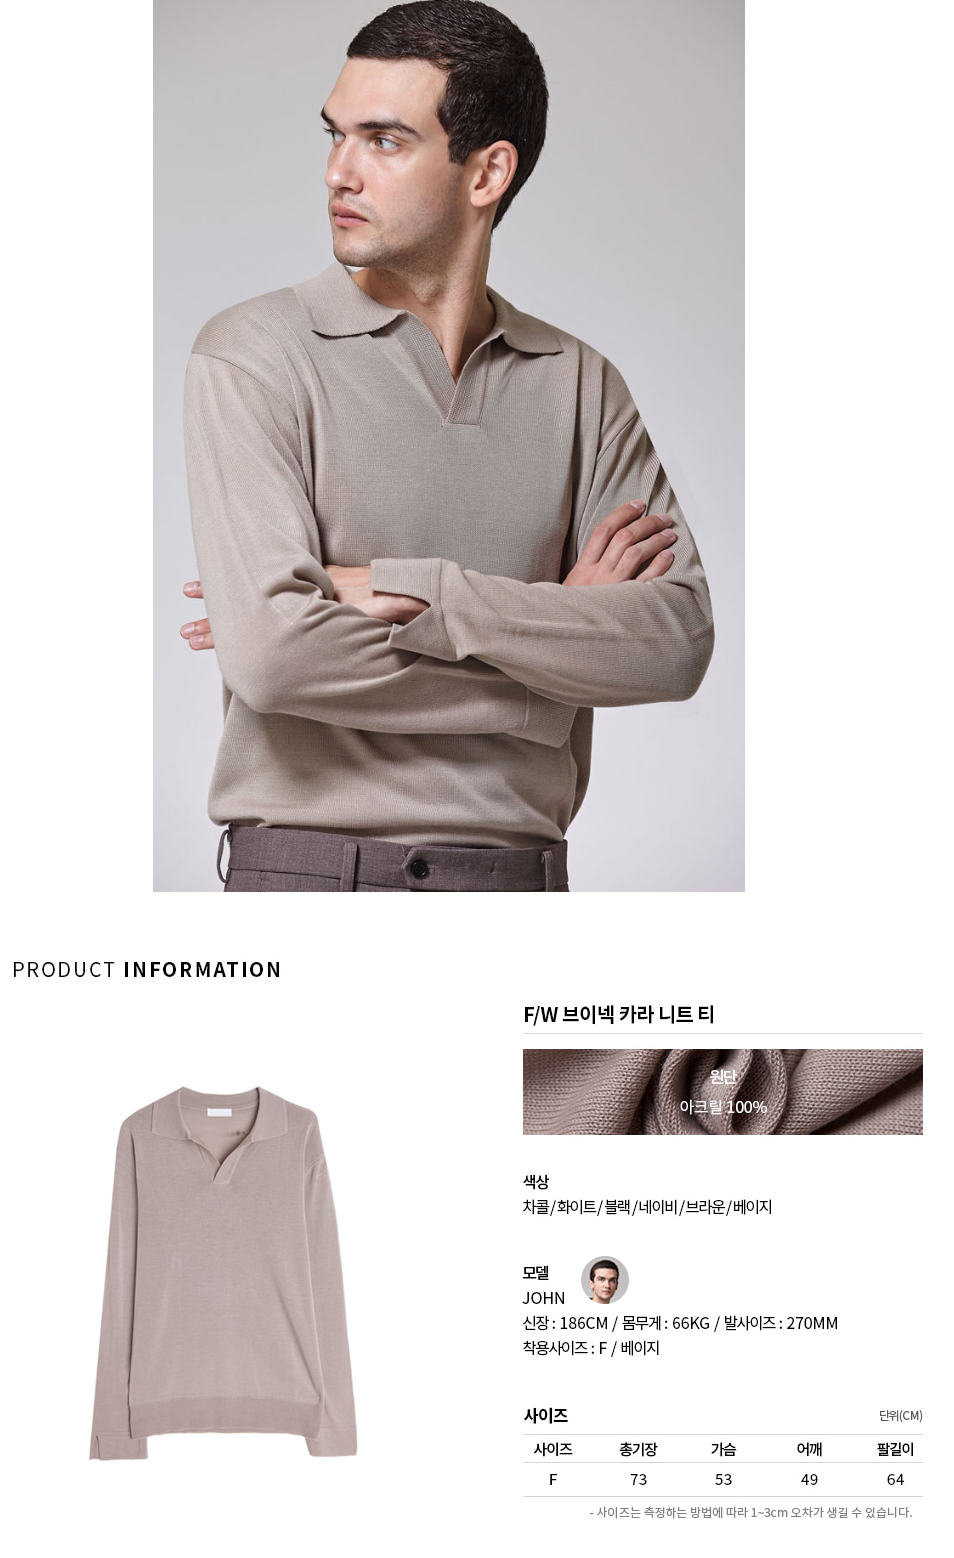 PRODUCT INFORMATION
F/W 브이넥 카라 니트 티
원단
아크릴 100%
색상
차콜/화이트/블랙/네이비/브라운/베이지
모델
JOHN
신장 : 186CM / 몸무게 : 66KG / 발사이즈 : 270MM
착용사이즈 : F / 베이지
사이즈 단위(CM)
사이즈 총기장 가슴 어깨 팔길이
F 73 53 49 64
- 사이즈는 측정하는 방법에 따라 1~3cm 오차가 생길 수 있습니다.